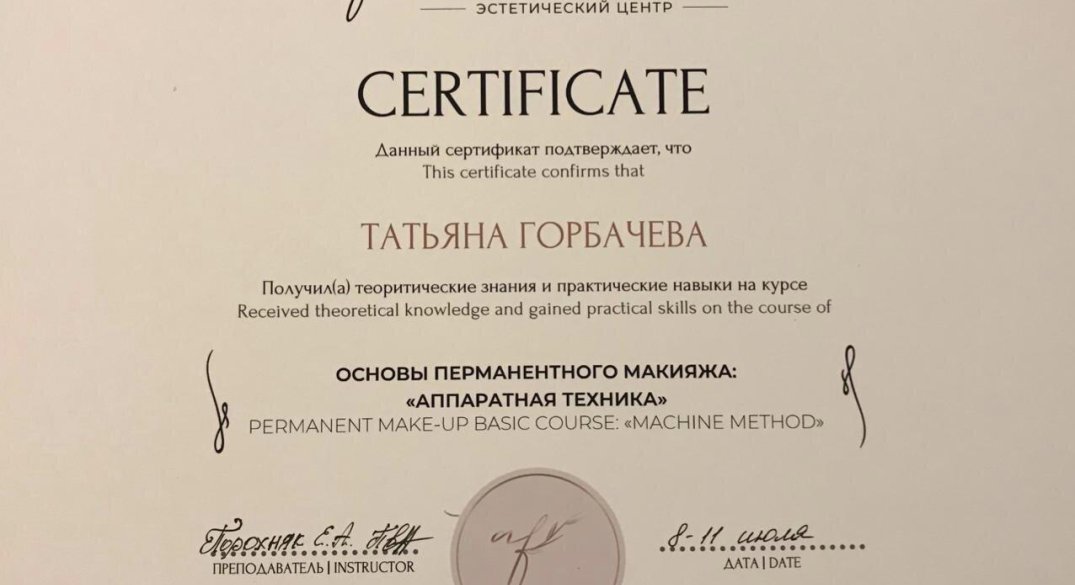 ЭСТЕТИЧЕСКИЙ ЦЕНТР
CERTIFICATE
Данный сертификат подтверждает, что
This certificate confirms that
ТАТЬЯНА ГОРБАЧЕВА
Получил(а) теоритические знания и практические навыки на курсе
Received theoretical knowledge and gained practical skills on the course of
ОСНОВЫ ПЕРМАНЕНТНОГО МАКИЯЖА:
«АППАРАТНАЯ ТЕХНИКА»
PERMANENT MAKE-UP BASIC COURSE: «MACHINE METHOD»
Порохняк Е.А.
ПРЕПОДАВАТЕЛЬ | INSTRUCTOR
8-11 июля
ДАТА | DATE